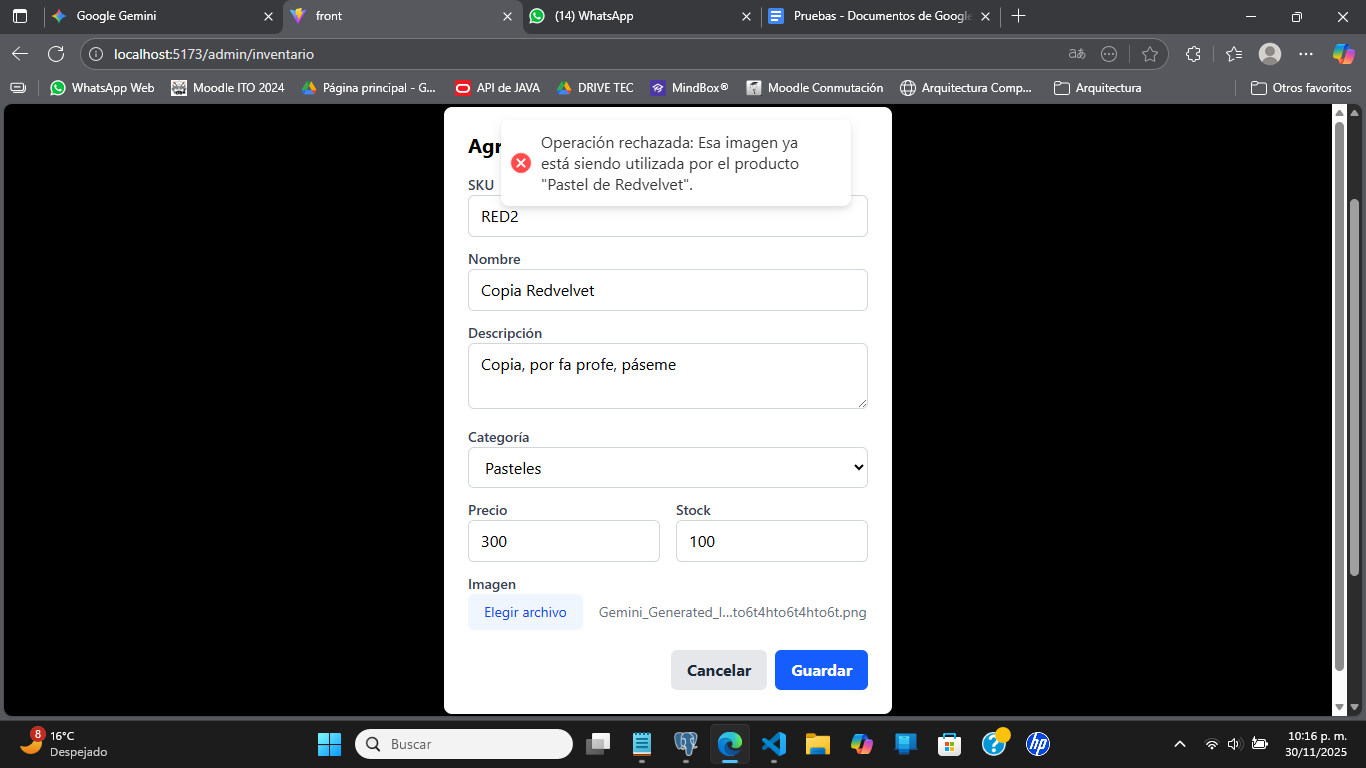 Google Gemini
front
(14) WhatsApp
Pruebas - Documentos de Google
localhost:5173/admin/inventario
WhatsApp Web
Moodle ITO 2024
Página principal - G...
API de JAVA
DRIVE TEC
MindBox®
Moodle Conmutación
Arquitectura Comp...
Arquitectura
Otros favoritos
Operación rechazada: Esa imagen ya
está siendo utilizada por el producto
"Pastel de Redvelvet".
SKU
RED2
Nombre
Copia Redvelvet
Descripción
Copia, por fa profe, páseme
Categoría
Pasteles
Precio
Stock
300
100
Imagen
Elegir archivo
Gemini_Generated_I...to6t4hto6t4hto6t.png
Cancelar
Guardar
8
16°C
Despejado
Buscar
hp
10:16 p. m.
30/11/2025